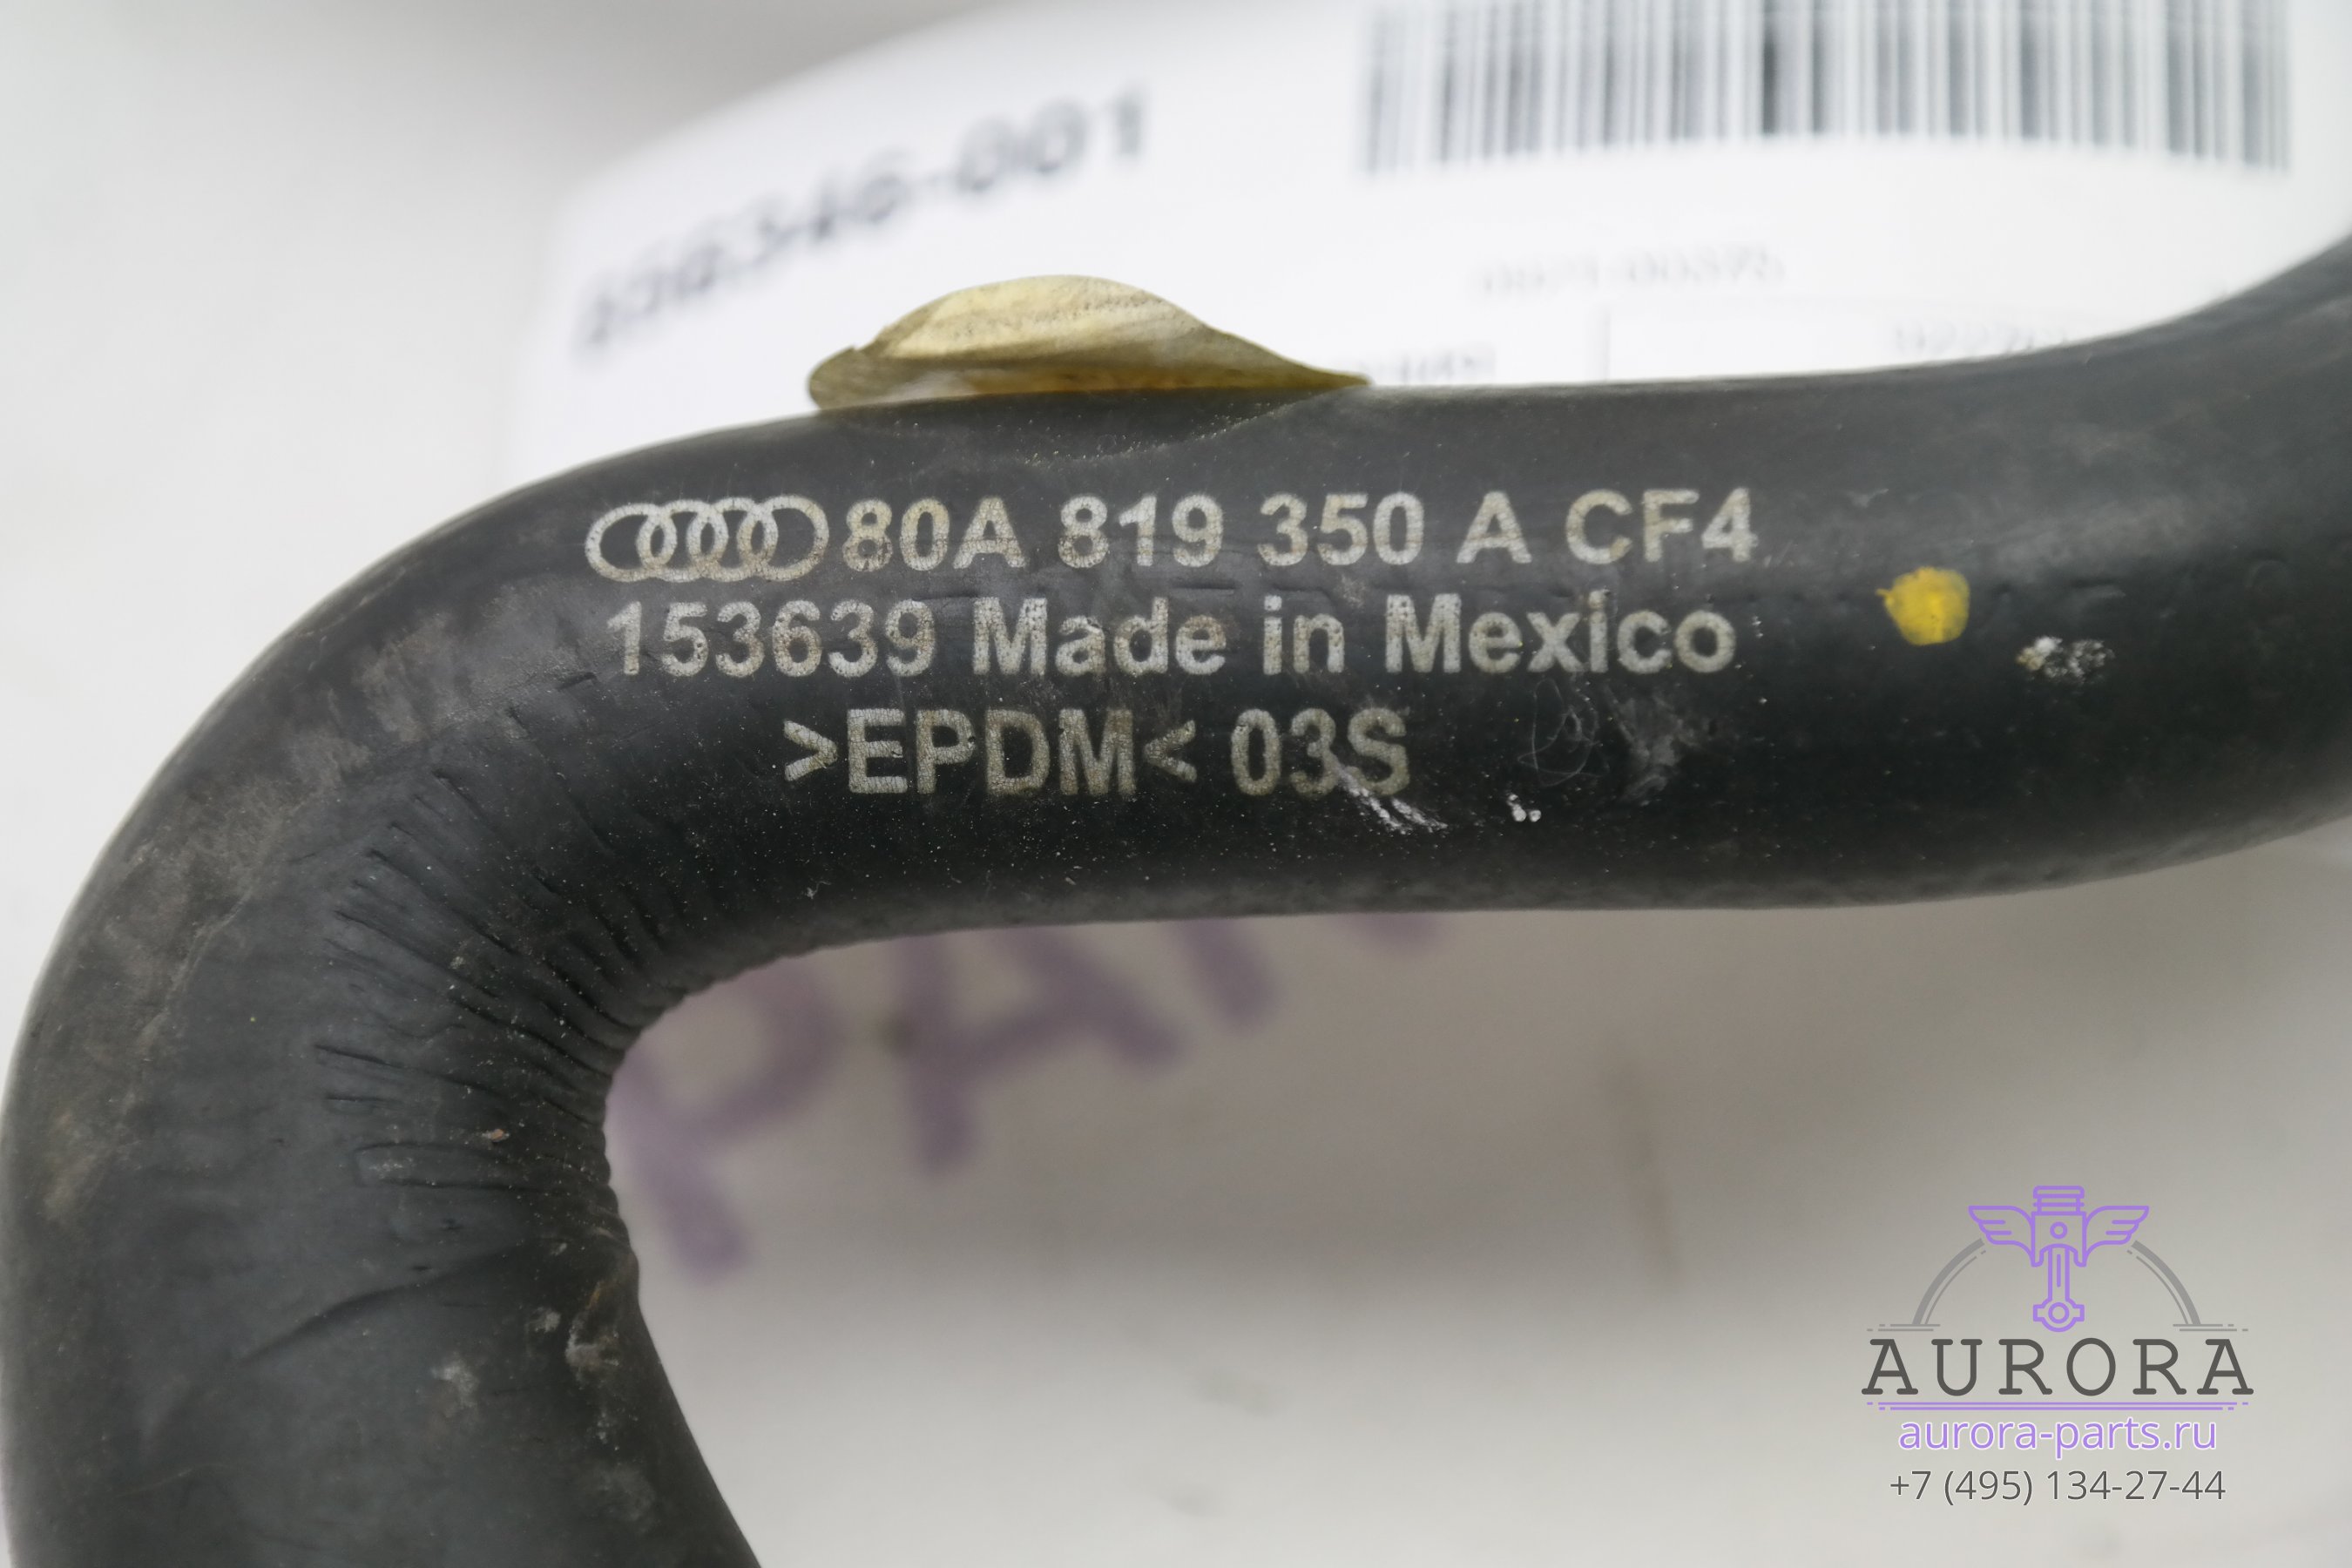 80A 819 350 A CF4
153639 Made in Mexico
>EPDM< 03S
AURORA
aurora-parts.ru
+7 (495) 134-27-44